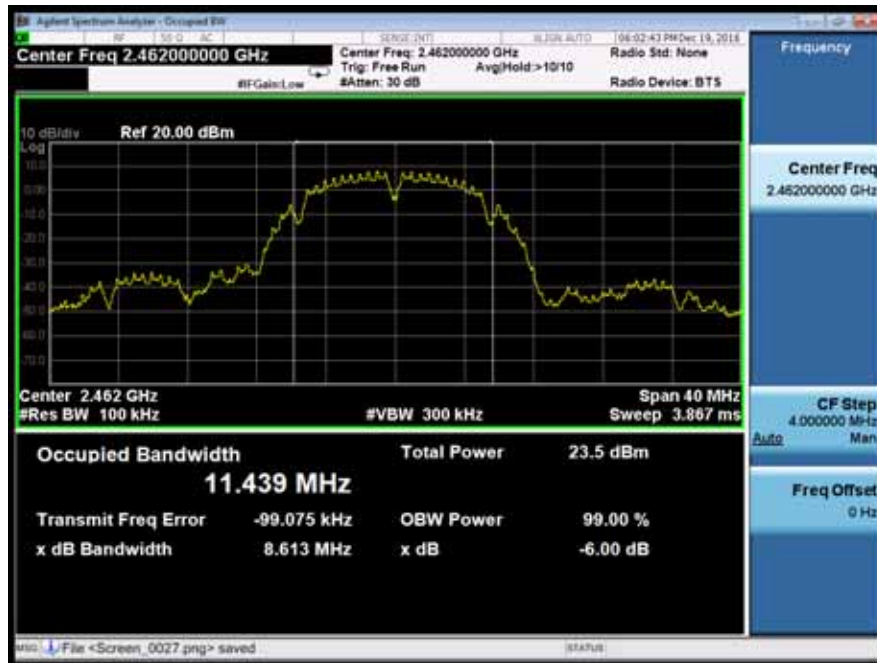 Agilent Spectrum Analyzer - Occupied BW
RF 50 Ω AC SENSE:INT ALIGN AUTO 06:02:43 PM Dec 19, 2016
Center Freq 2.462000000 GHz
Center Freq: 2.462000000 GHz
Radio Std: None
Trig: Free Run Avg|Hold:>10/10
#IFGain:Low #Atten: 30 dB Radio Device: BTS
Frequency
10 dB/div Ref 20.00 dBm
Log
10.0
0.00
-10.0
-20.0
-30.0
-40.0
-50.0
-60.0
-70.0
Center 2.462 GHz Span 40 MHz
#Res BW 100 kHz #VBW 300 kHz Sweep 3.867 ms
Center Freq
2.462000000 GHz
CF Step
4.000000 MHz
Auto Man
Freq Offset
0 Hz
Occupied Bandwidth Total Power 23.5 dBm
11.439 MHz
Transmit Freq Error -99.075 kHz OBW Power 99.00 %
x dB Bandwidth 8.613 MHz x dB -6.00 dB
MSG File <Screen_0027.png> saved STATUS